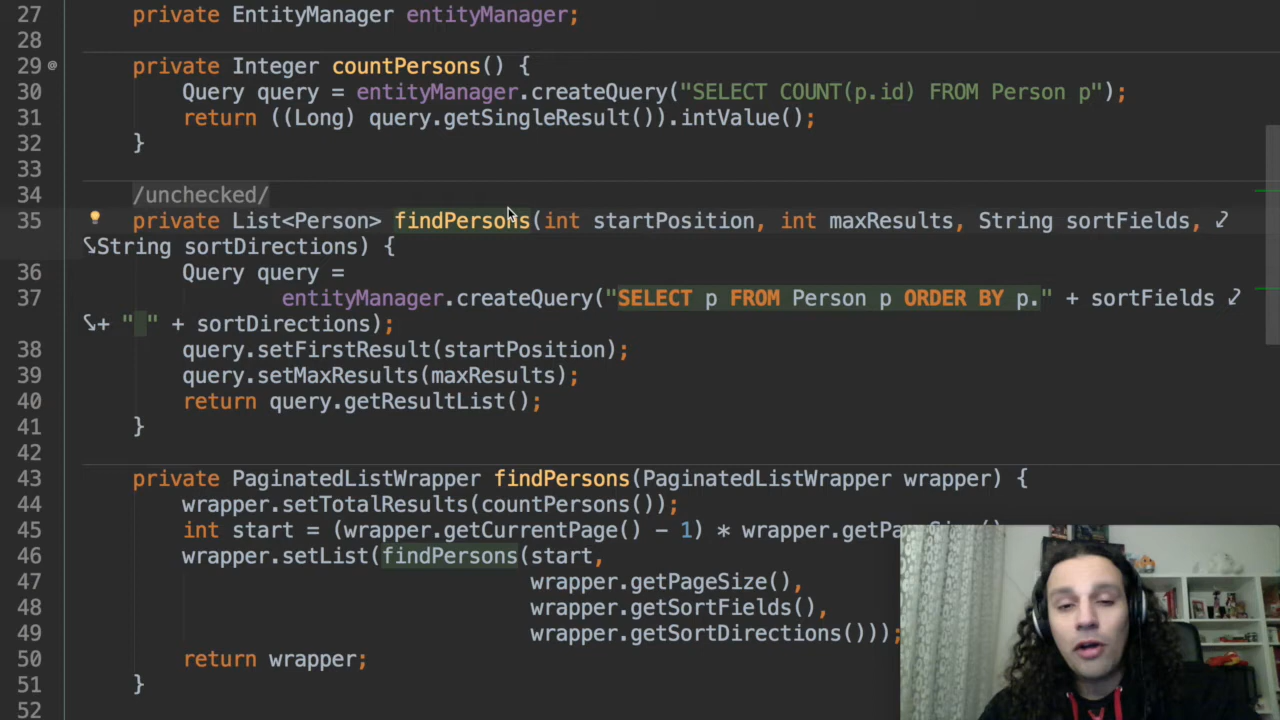 27 private EntityManager entityManager;
28
29 @ private Integer countPersons() {
30 Query query = entityManager.createQuery("SELECT COUNT(p.id) FROM Person p");
31 return ((Long) query.getSingleResult()).intValue();
32 }
33
34 /unchecked/
35 private List<Person> findPersons(int startPosition, int maxResults, String sortFields,
String sortDirections) {
36 Query query =
37 entityManager.createQuery("SELECT p FROM Person p ORDER BY p." + sortFields
+ " " + sortDirections);
38 query.setFirstResult(startPosition);
39 query.setMaxResults(maxResults);
40 return query.getResultList();
41 }
42
43 private PaginatedListWrapper findPersons(PaginatedListWrapper wrapper) {
44 wrapper.setTotalResults(countPersons());
45 int start = (wrapper.getCurrentPage() - 1) * 
46 wrapper.setList(findPersons(start,
47 wrapper.getPageSize(),
48 wrapper.getSortFields(),
49 wrapper.getSortDirections()));
50 return wrapper;
51 }
52